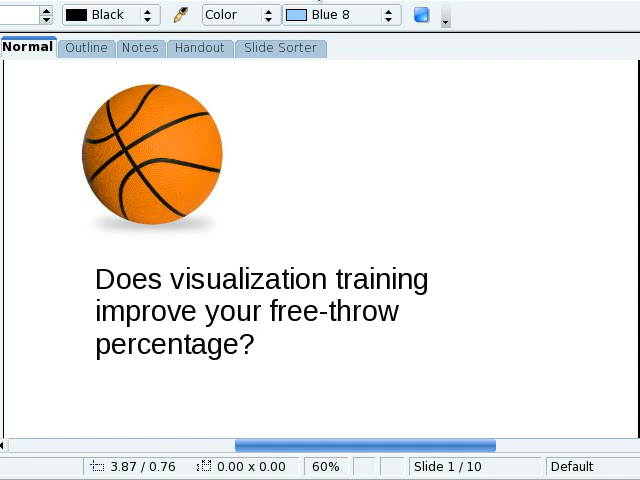 Black Color Blue 8
Normal Outline Notes Handout Slide Sorter
Does visualization training
improve your free-throw
percentage?
3.87 / 0.76 0.00 x 0.00 60% Slide 1 / 10 Default